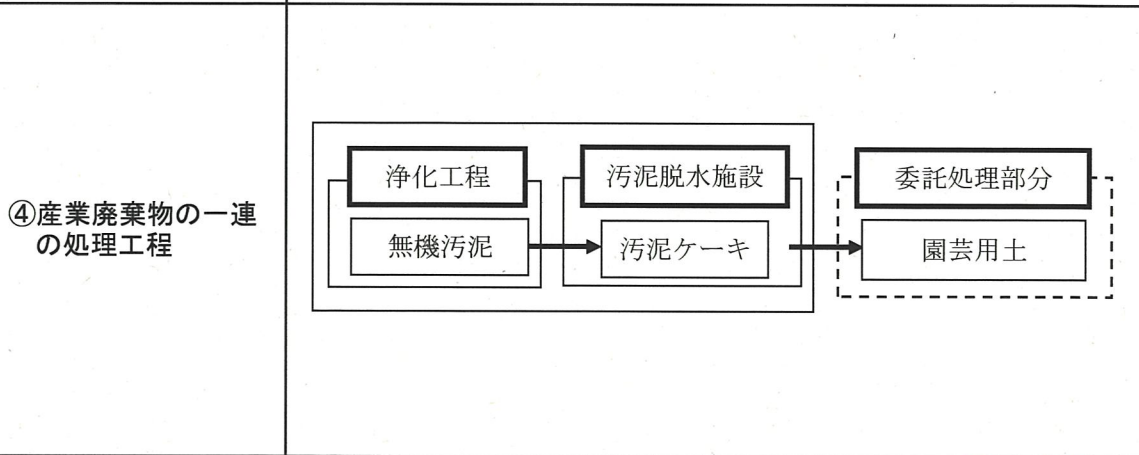 ④産業廃棄物の一連
の処理工程
浄化工程
汚泥脱水施設
委託処理部分
無機汚泥
汚泥ケーキ
園芸用土